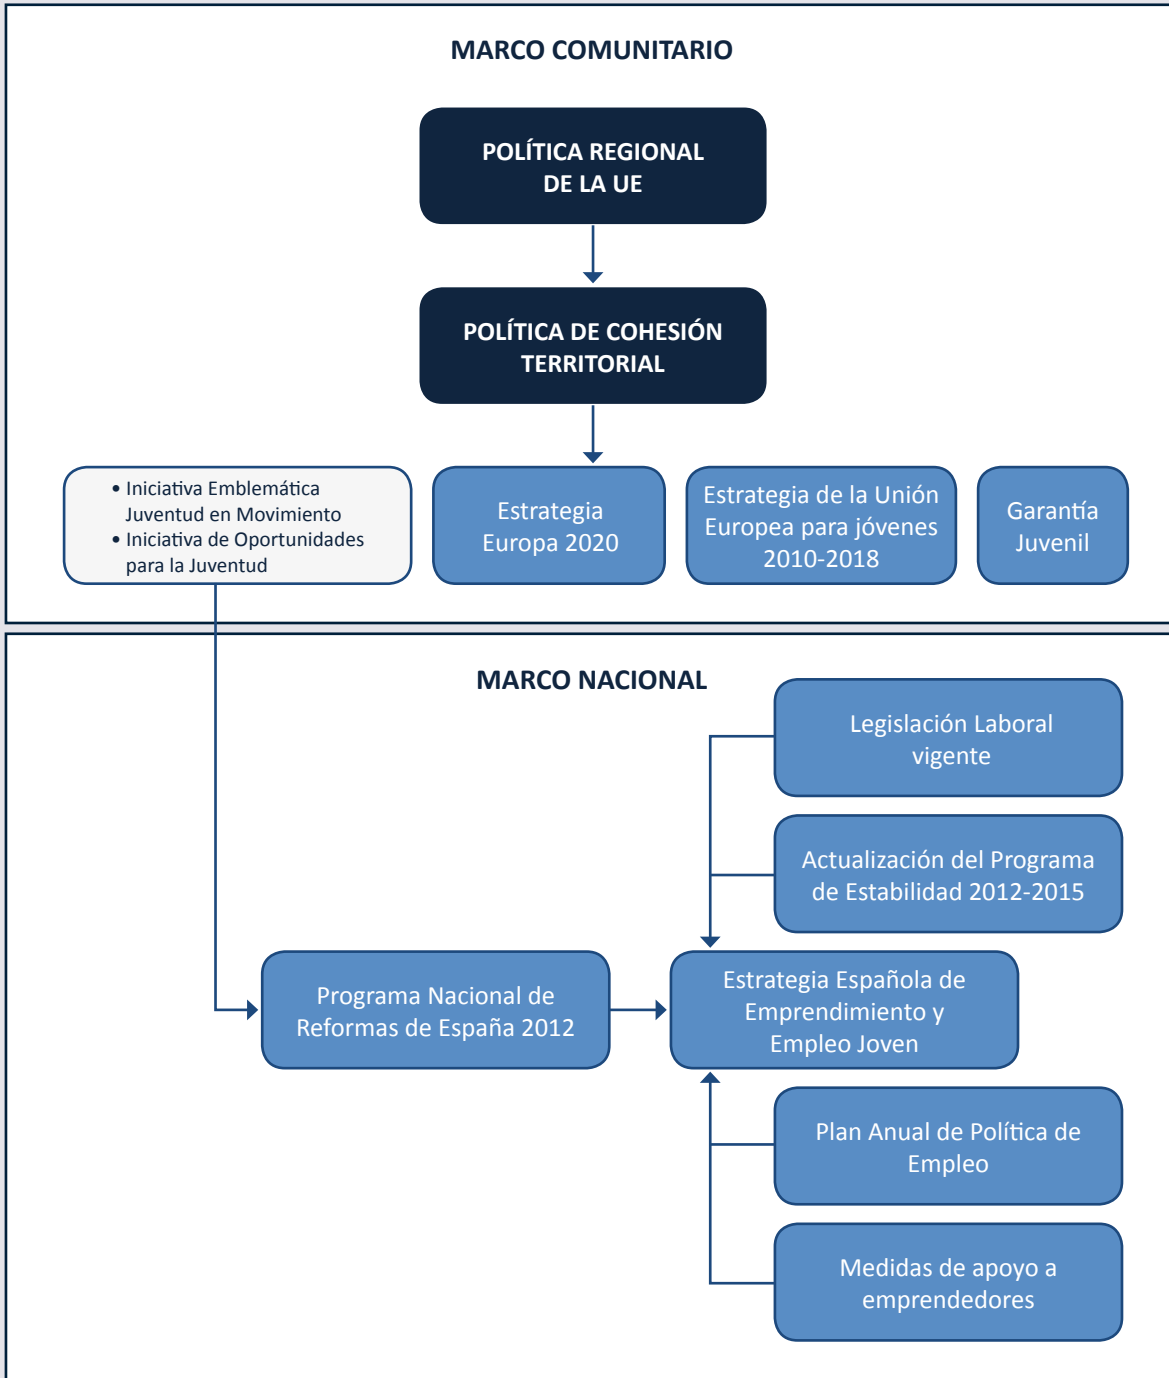 MARCO COMUNITARIO
POLÍTICA REGIONAL
DE LA UE
POLÍTICA DE COHESIÓN
TERRITORIAL
• Iniciativa Emblemática
Juventud en Movimiento
• Iniciativa de Oportunidades
para la Juventud
Estrategia
Europa 2020
Estrategia de la Unión
Europea para jóvenes
2010-2018
Garantía
Juvenil
MARCO NACIONAL
Legislación Laboral
vigente
Actualización del Programa
de Estabilidad 2012-2015
Programa Nacional de
Reformas de España 2012
Estrategia Española de
Emprendimiento y
Empleo Joven
Plan Anual de Política de
Empleo
Medidas de apoyo a
emprendedores